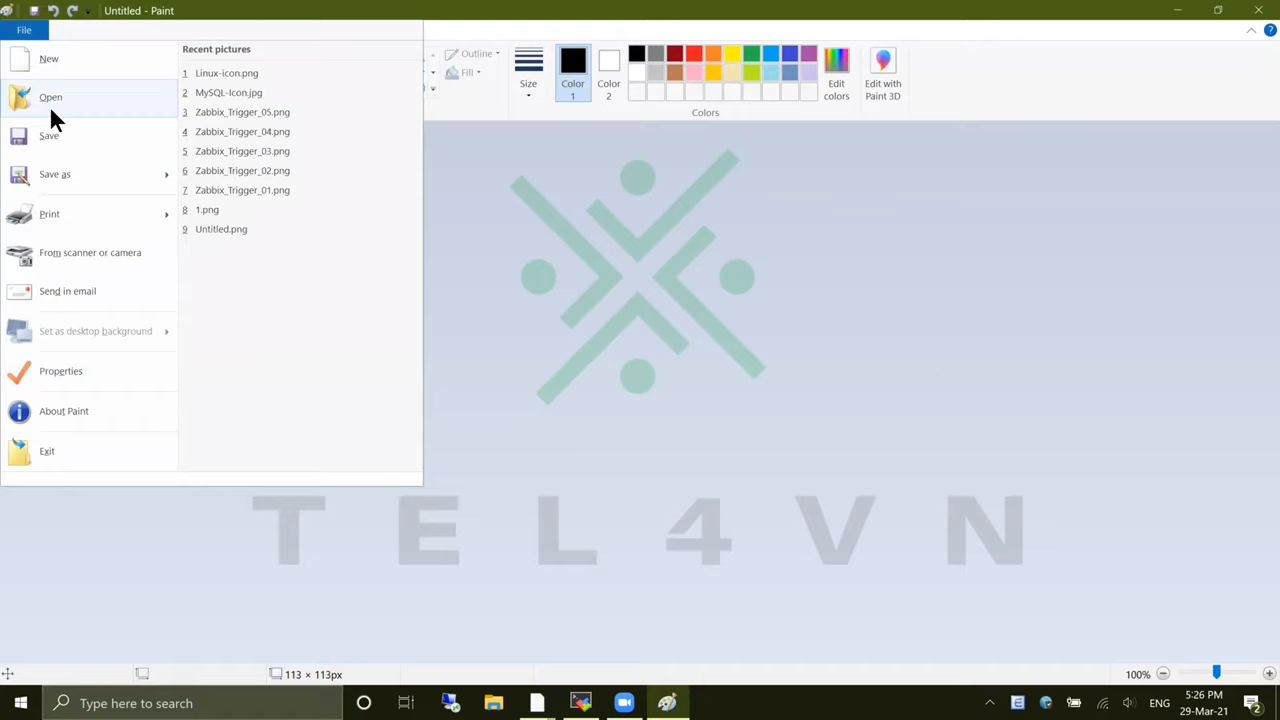 Untitled - Paint
File
Recent pictures
New
Open
Save
Save as
Print
From scanner or camera
Send in email
Set as desktop background
Properties
About Paint
Exit
1 Linux-icon.png
2 MySQL-Icon.jpg
3 Zabbix_Trigger_05.png
4 Zabbix_Trigger_04.png
5 Zabbix_Trigger_03.png
6 Zabbix_Trigger_02.png
7 Zabbix_Trigger_01.png
8 1.png
9 Untitled.png
Outline
Fill
Size
Color 1
Color 2
Edit colors
Edit with Paint 3D
Colors
TEL4VN
113 × 113px
100%
Type here to search
ENG
5:26 PM
29-Mar-21
2